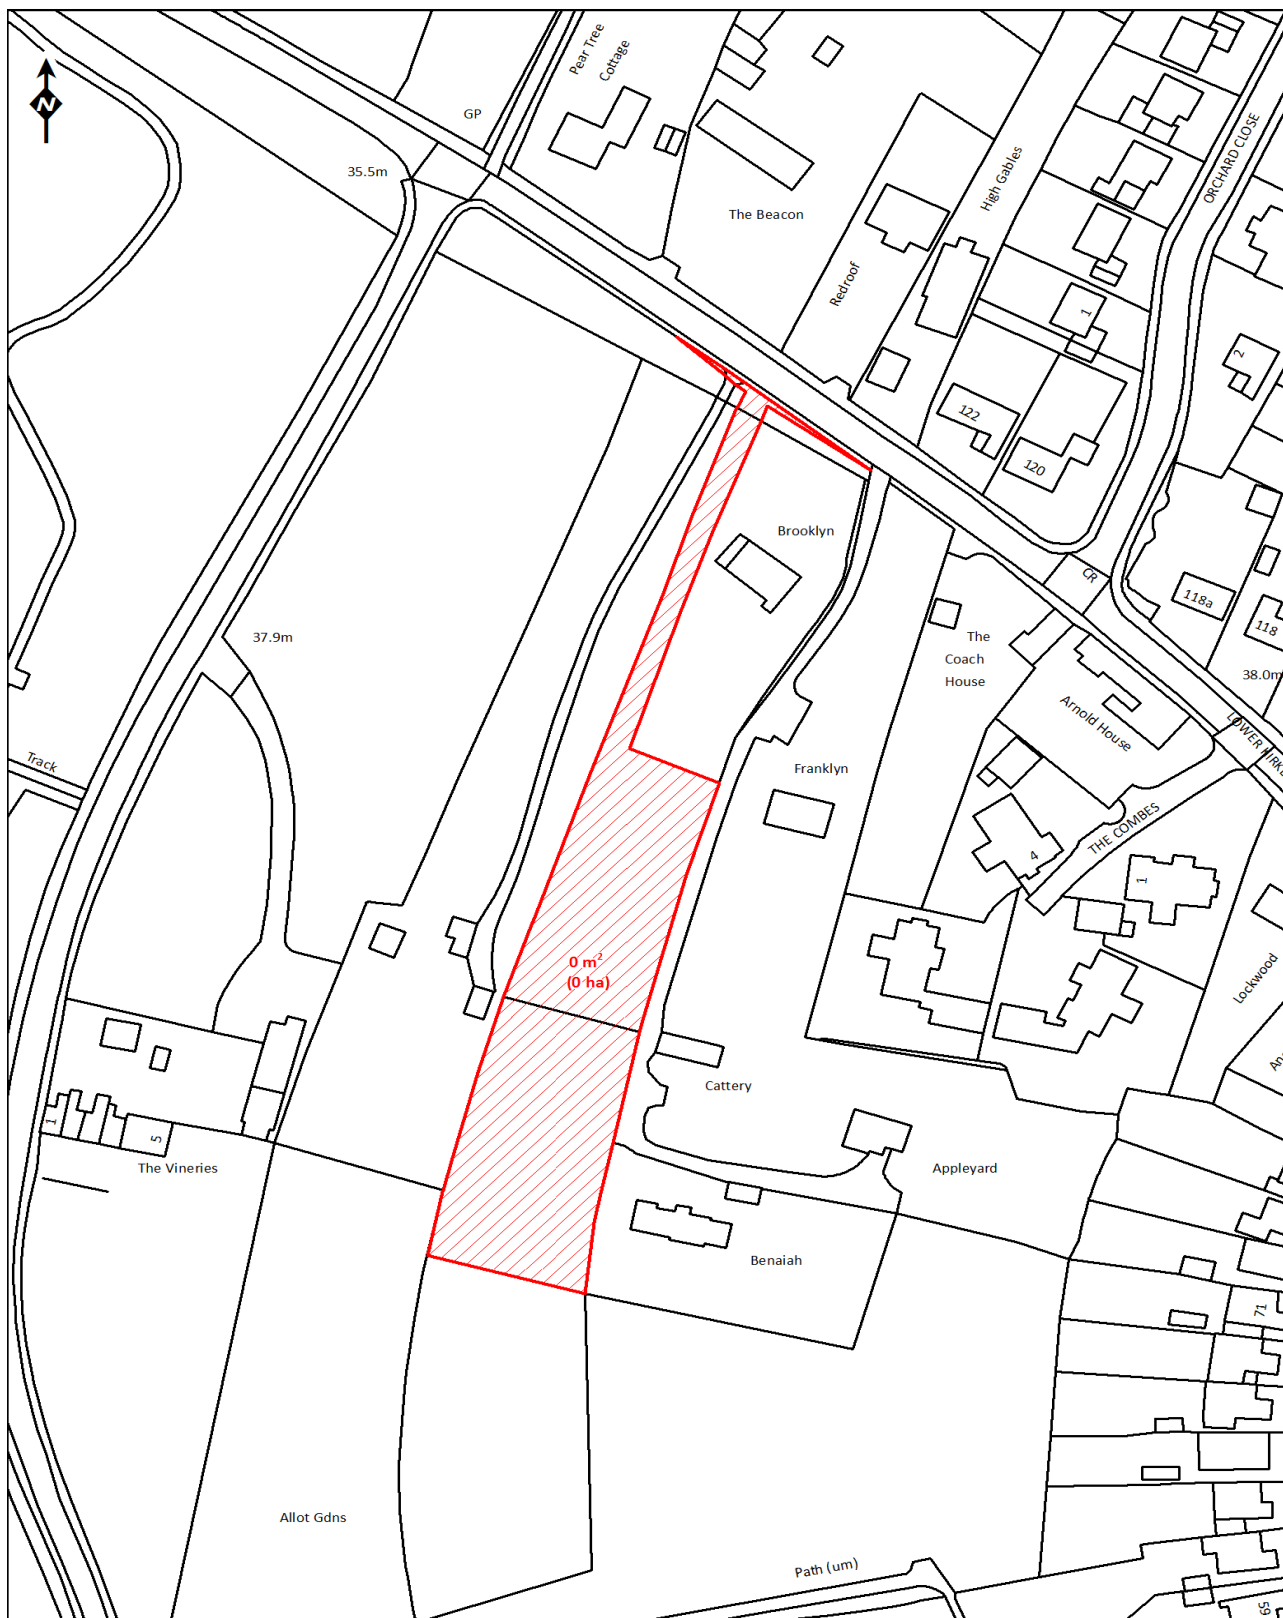 N
Pear Tree
Cottage
GP
35.5m
The Beacon
High Gables
ORCHARD CLOSE
Redroof
1
2
122
120
Brooklyn
CR
118a
118
37.9m
The
Coach
House
38.0m
Arnold House
Track
Franklyn
THE COMBES
4
1
0 m²
(0 ha)
Lockwood
Cattery
1
5
The Vineries
Appleyard
Benaiah
71
Allot Gdns
Path (um)
59